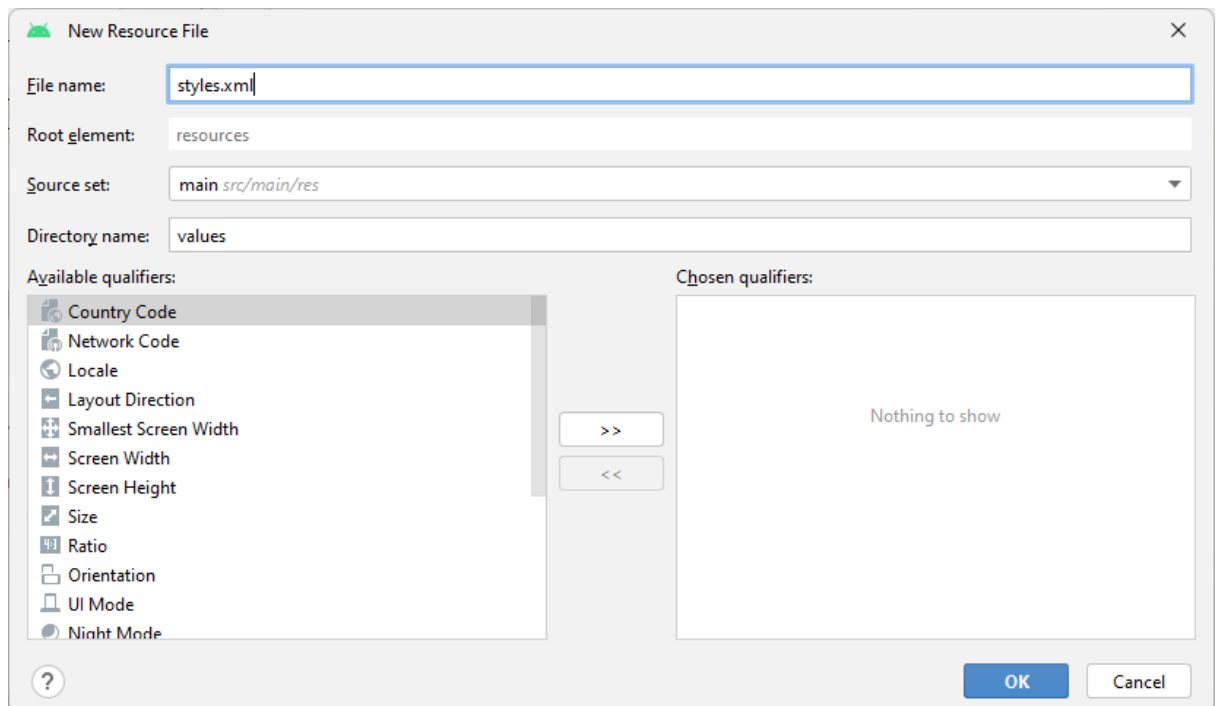 New Resource File
File name: styles.xml
Root element: resources
Source set: main src/main/res
Directory name: values
Available qualifiers:
Country Code
Network Code
Locale
Layout Direction
Smallest Screen Width
Screen Width
Screen Height
Size
4:3 Ratio
Orientation
UI Mode
Night Mode
>>
<<
Chosen qualifiers:
Nothing to show
?
OK
Cancel